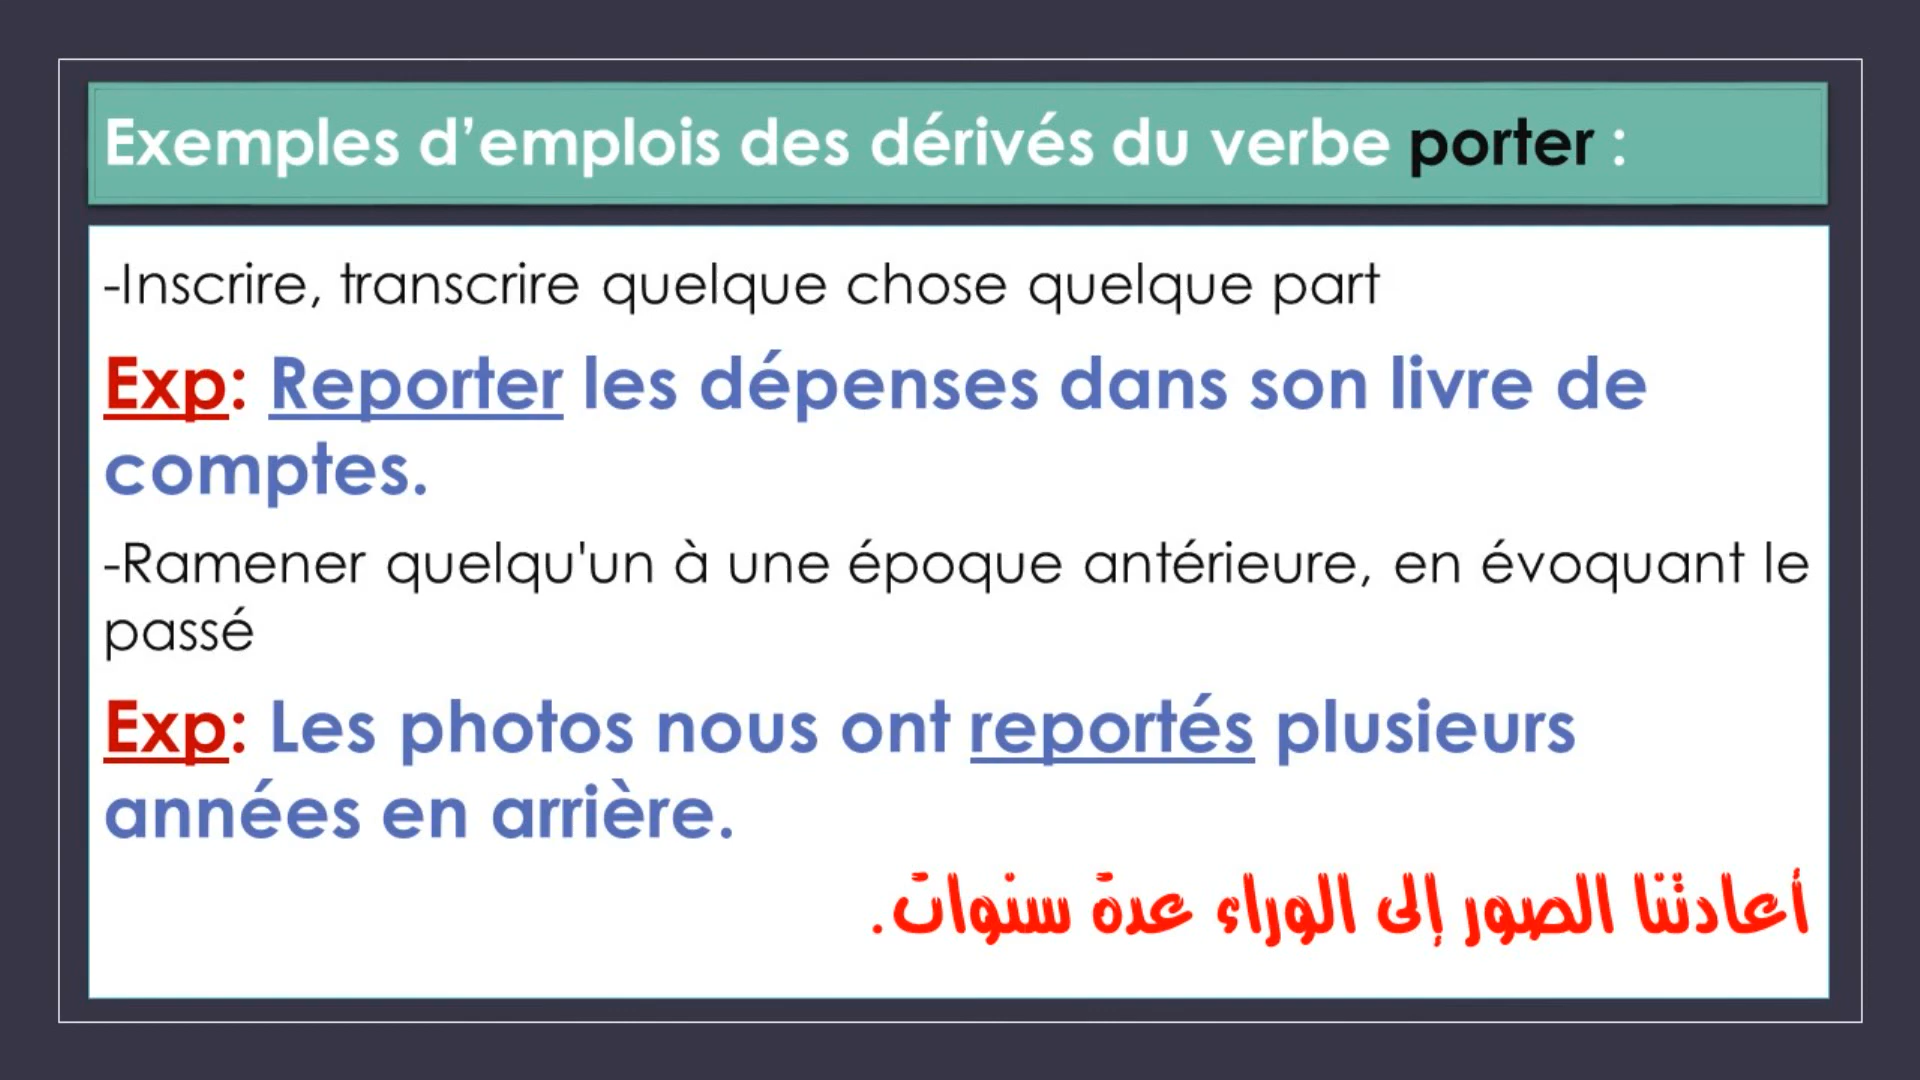 Exemples d’emplois des dérivés du verbe porter :
-Inscrire, transcrire quelque chose quelque part
Exp: Reporter les dépenses dans son livre de
comptes.
-Ramener quelqu'un à une époque antérieure, en évoquant le
passé
Exp: Les photos nous ont reportés plusieurs
années en arrière.
أعادتنا الصور إلى الوراء عدة سنوات.